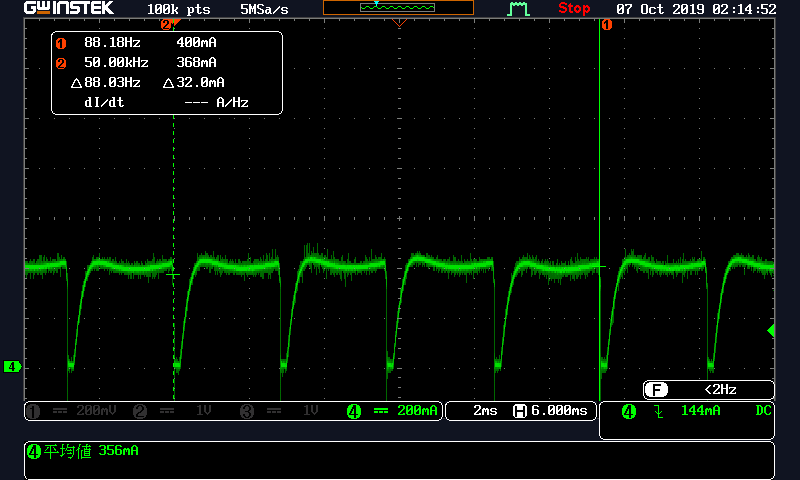 GWINSTEK 100k pts 5MSa/s Stop 07 Oct 2019 02:14:52
2 1
1 88.18Hz 400mA
2 50.00kHz 368mA
△88.03Hz △32.0mA
dI/dt --- A/Hz
4
F <2Hz
1 200mV 2 1V 3 1V 4 200mA 2ms H 6.000ms 4 144mA DC
4 平均値 356mA